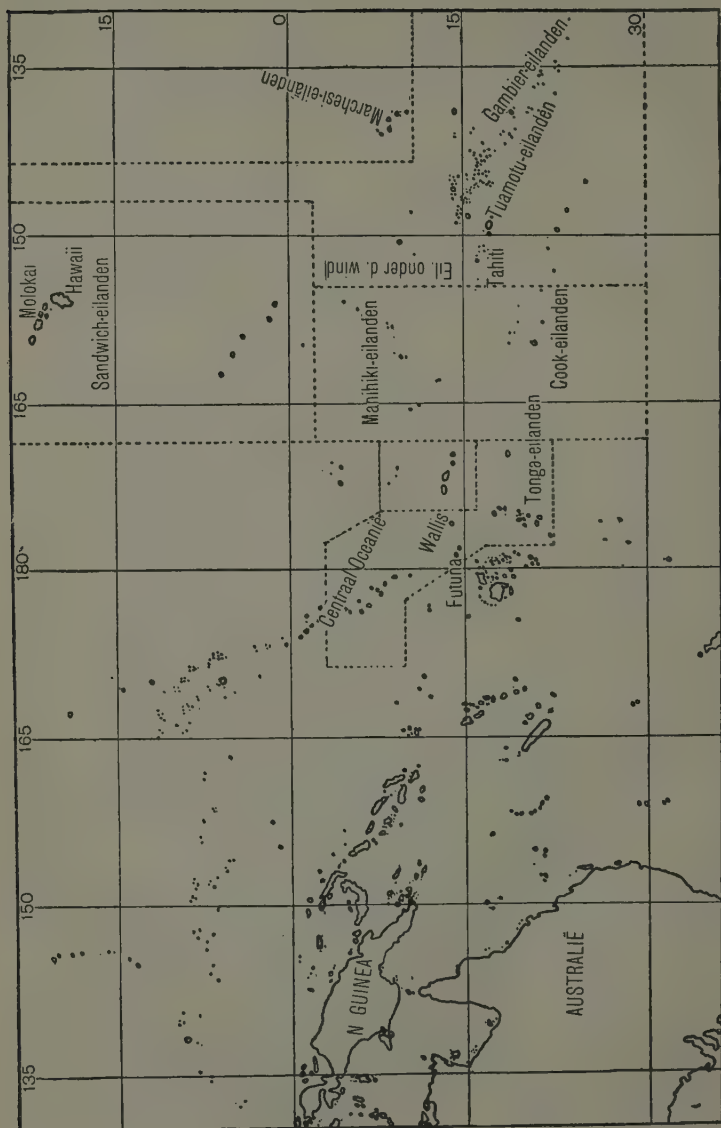 135
150
165
180
165
150
135
15
0
15
30
Molokai
Hawaii
Sandwich-eilanden
Marchesi-eilanden
Centraal Oceanië
Manihiki-eilanden
Eil. onder d. wind
N GUINEA
Wallis
Futuna
Tonga-eilanden
Cook-eilanden
Tahiti
Tuamotu-eilanden
Gambier-eilanden
AUSTRALIË